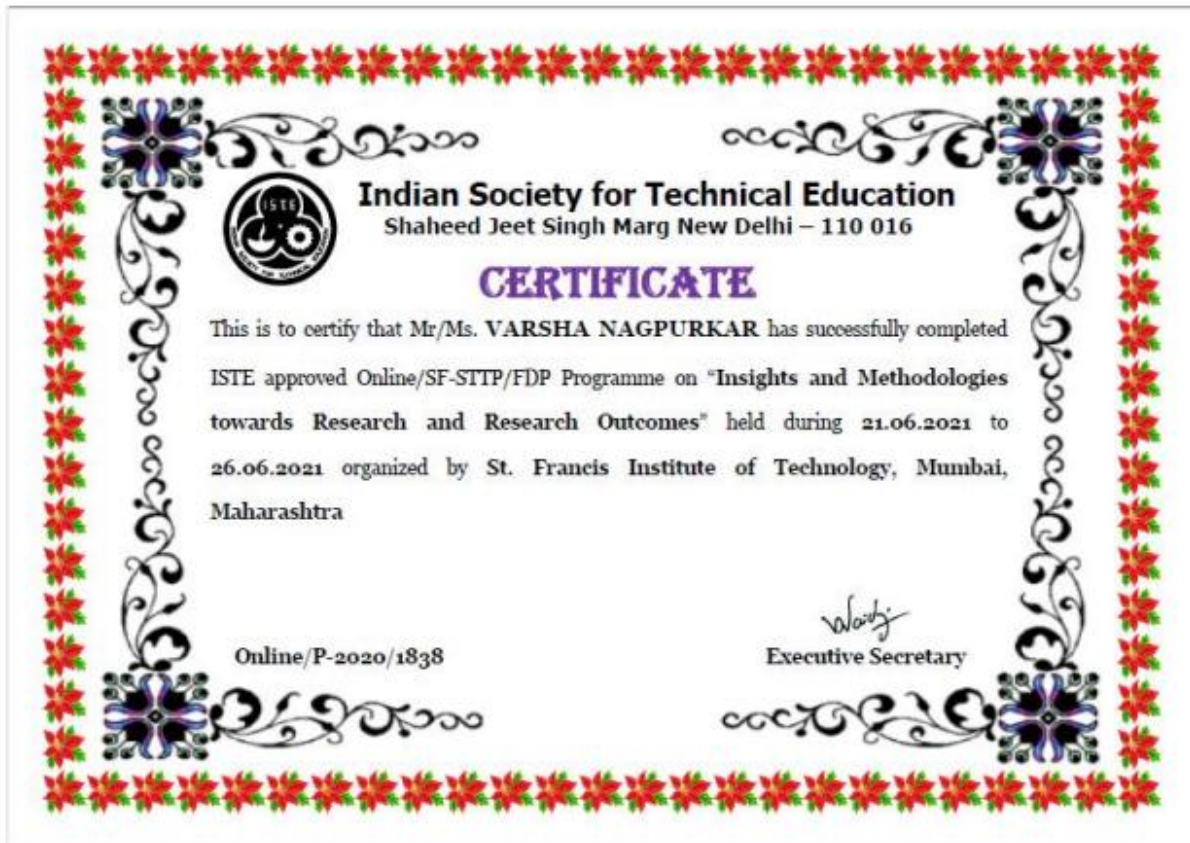 ISTE
Indian Society for Technical Education
Shaheed Jeet Singh Marg New Delhi – 110 016
CERTIFICATE
This is to certify that Mr/Ms. VARSHA NAGPURKAR has successfully completed
ISTE approved Online/SF-STTP/FDP Programme on "Insights and Methodologies
towards Research and Research Outcomes" held during 21.06.2021 to
26.06.2021 organized by St. Francis Institute of Technology, Mumbai,
Maharashtra
Online/P-2020/1838
Executive Secretary